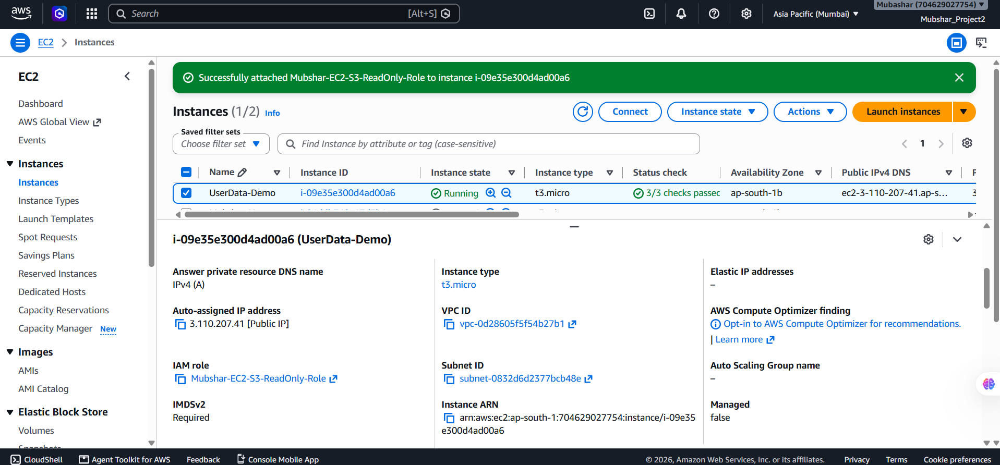 aws
Search [Alt+S]
Asia Pacific (Mumbai)
Mubashar (704629027754)
Mubshar_Project2
EC2 Instances
EC2
Dashboard
AWS Global View
Events
Instances
Instances
Instance Types
Launch Templates
Spot Requests
Savings Plans
Reserved Instances
Dedicated Hosts
Capacity Reservations
Capacity Manager New
Images
AMIs
AMI Catalog
Elastic Block Store
Volumes
Snapshots
Successfully attached Mubshar-EC2-S3-ReadOnly-Role to instance i-09e35e300d4ad00a6
Instances (1/2) Info
Connect Instance state Actions Launch instances
Saved filter sets
Choose filter set
Find Instance by attribute or tag (case-sensitive)
1
Name Instance ID Instance state Instance type Status check Availability Zone Public IPv4 DNS
UserData-Demo i-09e35e300d4ad00a6 Running t3.micro 3/3 checks passed ap-south-1b ec2-3-110-207-41.ap-s... 3
i-09e35e300d4ad00a6 (UserData-Demo)
Answer private resource DNS name
IPv4 (A)
Instance type
t3.micro
Elastic IP addresses
–
Auto-assigned IP address
3.110.207.41 [Public IP]
VPC ID
vpc-0d28605f5f54b27b1
AWS Compute Optimizer finding
Opt-in to AWS Compute Optimizer for recommendations.
| Learn more
IAM role
Mubshar-EC2-S3-ReadOnly-Role
Subnet ID
subnet-0832d6d2377bcb48e
Auto Scaling Group name
–
IMDSv2
Required
Instance ARN
arn:aws:ec2:ap-south-1:704629027754:instance/i-09e35
e300d4ad00a6
Managed
false
CloudShell Agent Toolkit for AWS Feedback Console Mobile App
© 2026, Amazon Web Services, Inc. or its affiliates. Privacy Terms Cookie preferences